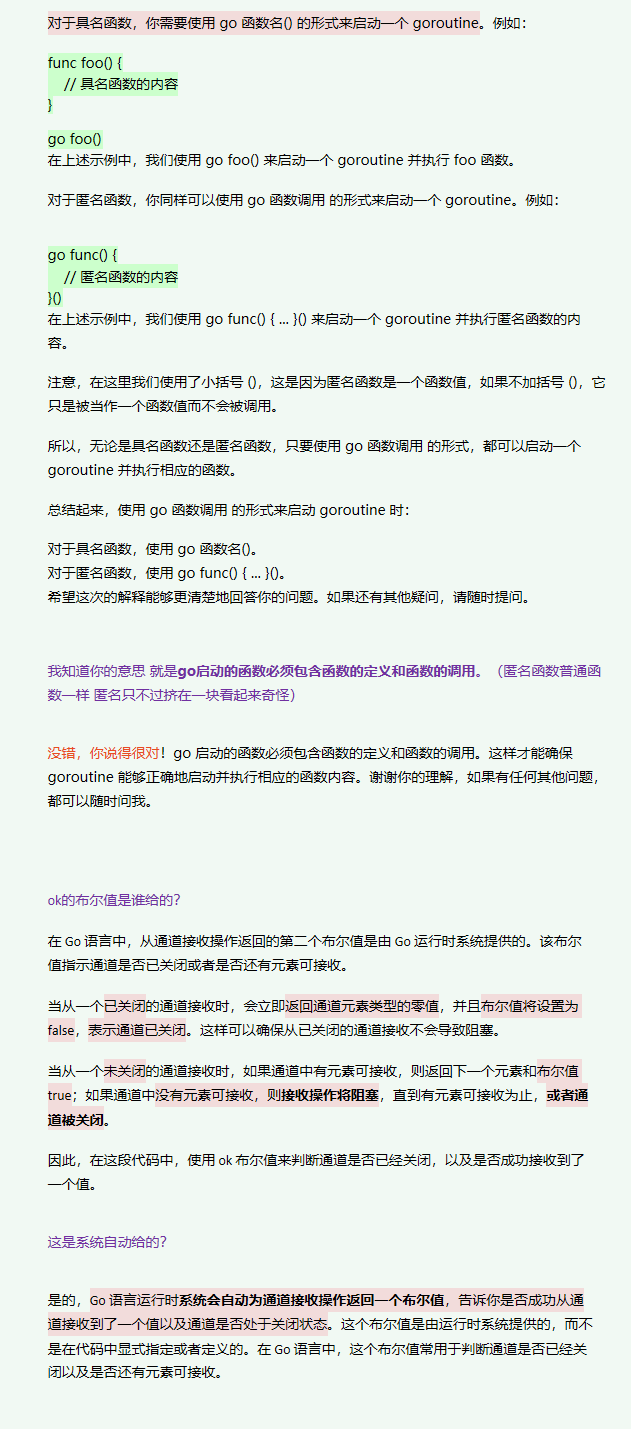 对于具名函数，你需要使用 go 函数名() 的形式来启动一个 goroutine。例如：
func foo() {
// 具名函数的内容
}
go foo()
在上述示例中，我们使用 go foo() 来启动一个 goroutine 并执行 foo 函数。
对于匿名函数，你同样可以使用 go 函数调用 的形式来启动一个 goroutine。例如：
go func() {
// 匿名函数的内容
}()
在上述示例中，我们使用 go func() { ... }() 来启动一个 goroutine 并执行匿名函数的内
容。
注意，在这里我们使用了小括号 ()，这是因为匿名函数是一个函数值，如果不加括号 ()，它
只是被当作一个函数值而不会被调用。
所以，无论是具名函数还是匿名函数，只要使用 go 函数调用 的形式，都可以启动一个
goroutine 并执行相应的函数。
总结起来，使用 go 函数调用 的形式来启动 goroutine 时：
对于具名函数，使用 go 函数名()。
对于匿名函数，使用 go func() { ... }()。
希望这次的解释能够更清楚地回答你的问题。如果还有其他疑问，请随时提问。
我知道你的意思 就是go启动的函数必须包含函数的定义和函数的调用。（匿名函数普通函
数一样 匿名只不过挤在一块看起来奇怪）
没错，你说得很对！go 启动的函数必须包含函数的定义和函数的调用。这样才能确保
goroutine 能够正确地启动并执行相应的函数内容。谢谢你的理解，如果有任何其他问题，
都可以随时问我。
ok的布尔值是谁给的？
在 Go 语言中，从通道接收操作返回的第二个布尔值是由 Go 运行时系统提供的。该布尔
值指示通道是否已关闭或者是否还有元素可接收。
当从一个已关闭的通道接收时，会立即返回通道元素类型的零值，并且布尔值将设置为
false，表示通道已关闭。这样可以确保从已关闭的通道接收不会导致阻塞。
当从一个未关闭的通道接收时，如果通道中有元素可接收，则返回下一个元素和布尔值
true；如果通道中没有元素可接收，则接收操作将阻塞，直到有元素可接收为止，或者通
道被关闭。
因此，在这段代码中，使用 ok 布尔值来判断通道是否已经关闭，以及是否成功接收到了
一个值。
这是系统自动给的？
是的，Go 语言运行时系统会自动为通道接收操作返回一个布尔值，告诉你是否成功从通
道接收到了一个值以及通道是否处于关闭状态。这个布尔值是由运行时系统提供的，而不
是在代码中显式指定或者定义的。在 Go 语言中，这个布尔值常用于判断通道是否已经关
闭以及是否还有元素可接收。